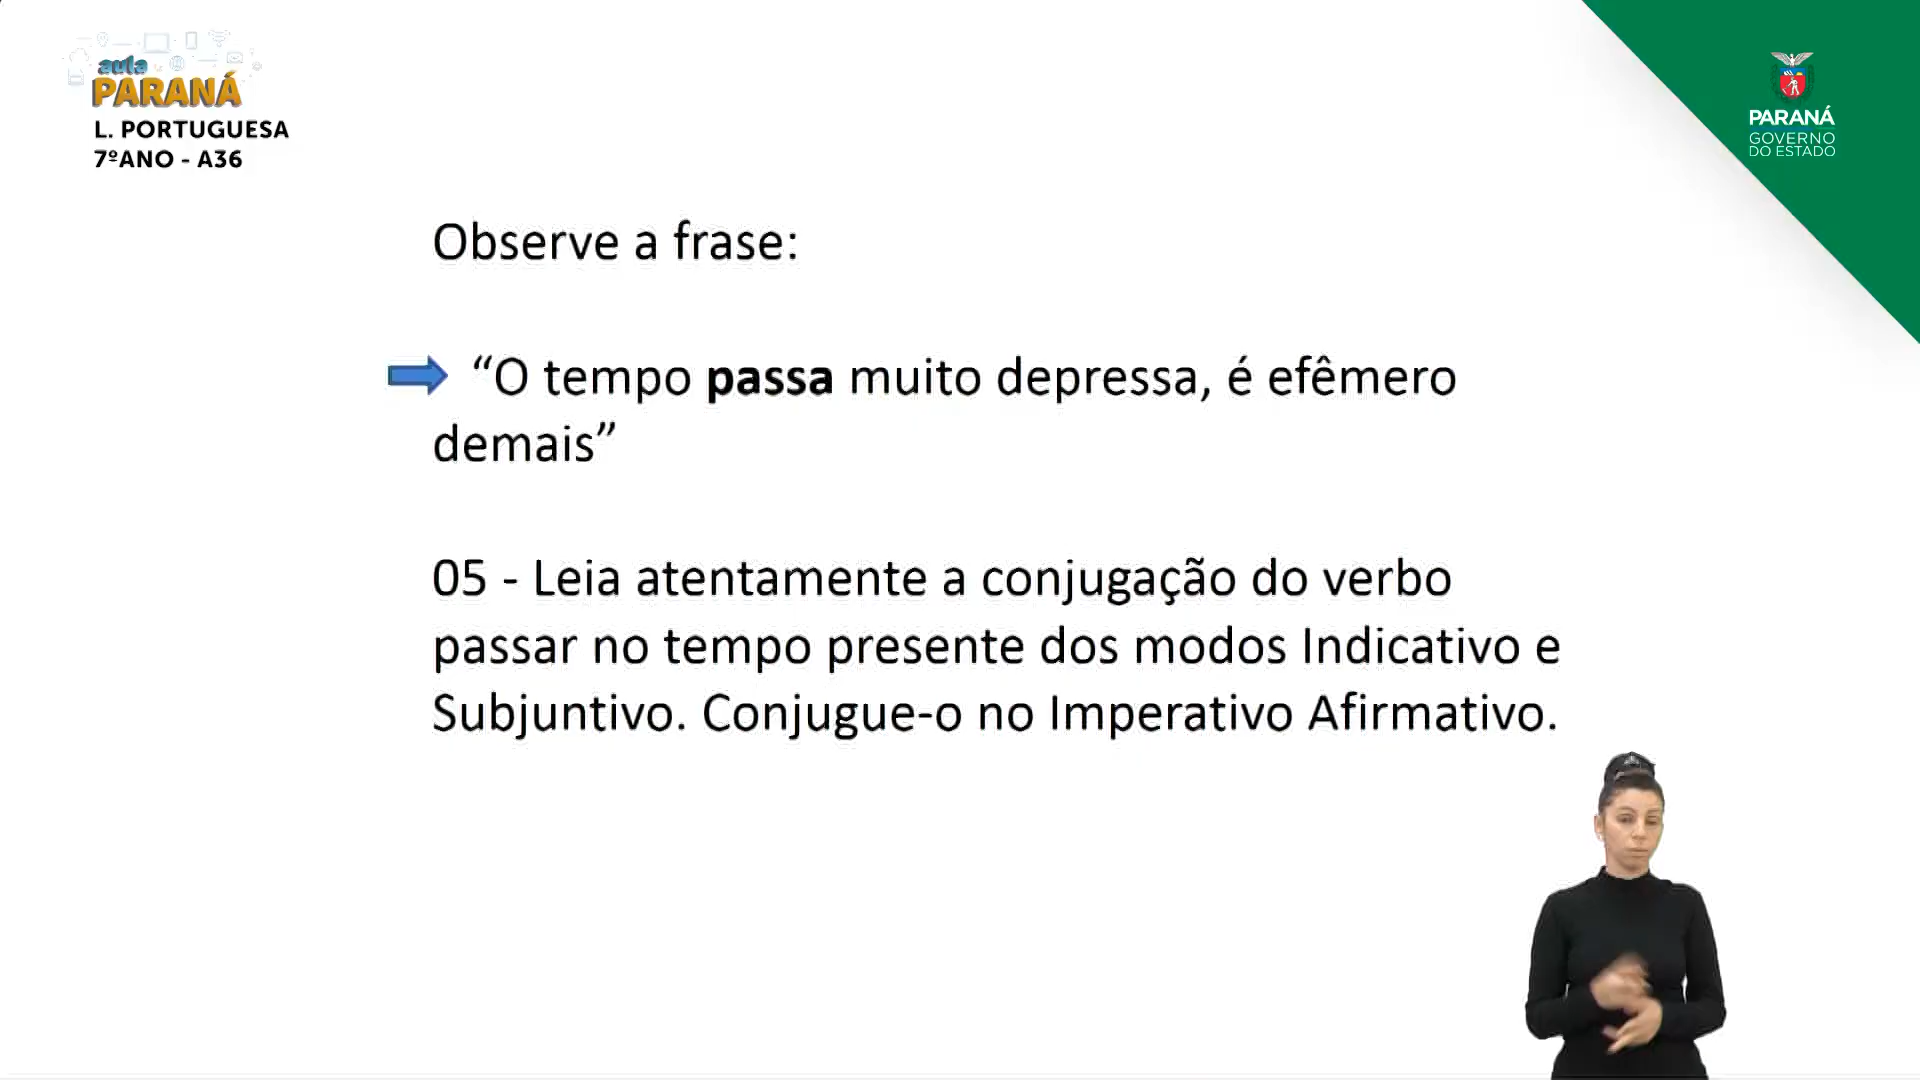 aula
PARANÁ
L. PORTUGUESA
7ºANO - A36
PARANÁ
GOVERNO
DO ESTADO
Observe a frase:
“O tempo passa muito depressa, é efêmero
demais”
05 - Leia atentamente a conjugação do verbo
passar no tempo presente dos modos Indicativo e
Subjuntivo. Conjugue-o no Imperativo Afirmativo.